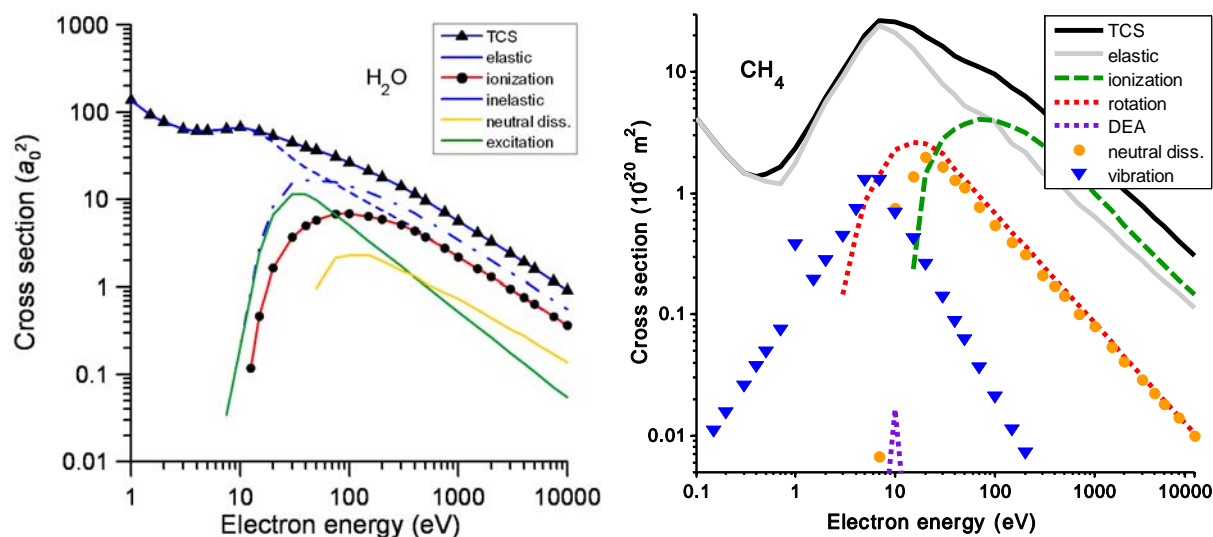 1000
100
10
1
0.1
0.01
Cross section (a₀²)
H₂O
TCS
elastic
ionization
inelastic
neutral diss.
excitation
1 10 100 1000 10000
Electron energy (eV)
10
1
0.1
0.01
Cross section (10⁻²⁰ m²)
CH₄
TCS
elastic
ionization
rotation
DEA
neutral diss.
vibration
0.1 1 10 100 1000 10000
Electron energy (eV)